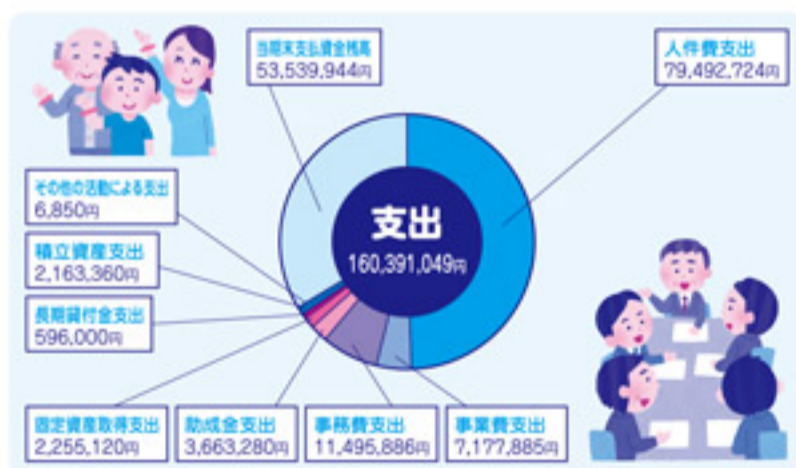 当期末支払資金残高
53,539,944円
人件費支出
79,492,724円
その他の活動による支出
6,850円
積立資産支出
2,163,360円
長期貸付金支出
596,000円
支出
160,391,049円
固定資産取得支出
2,255,120円
助成金支出
3,663,280円
事務費支出
11,495,886円
事業費支出
7,177,885円